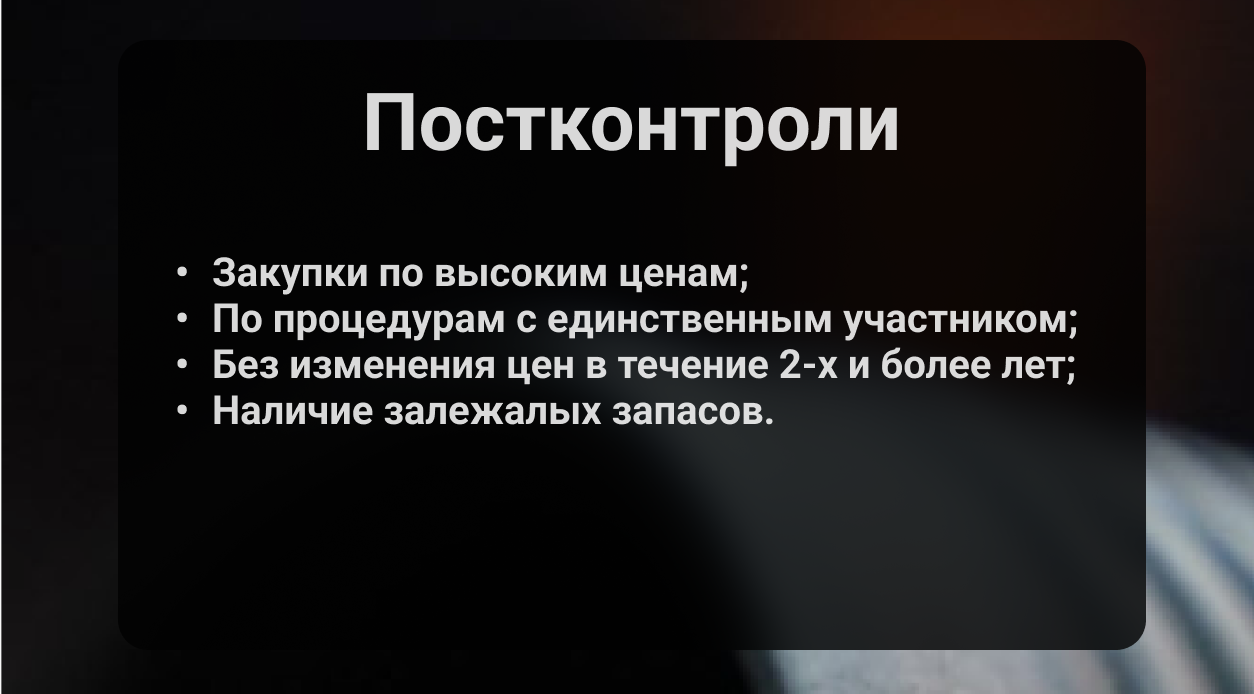 Постконтроли
• Закупки по высоким ценам;
• По процедурам с единственным участником;
• Без изменения цен в течение 2-х и более лет;
• Наличие залежалых запасов.